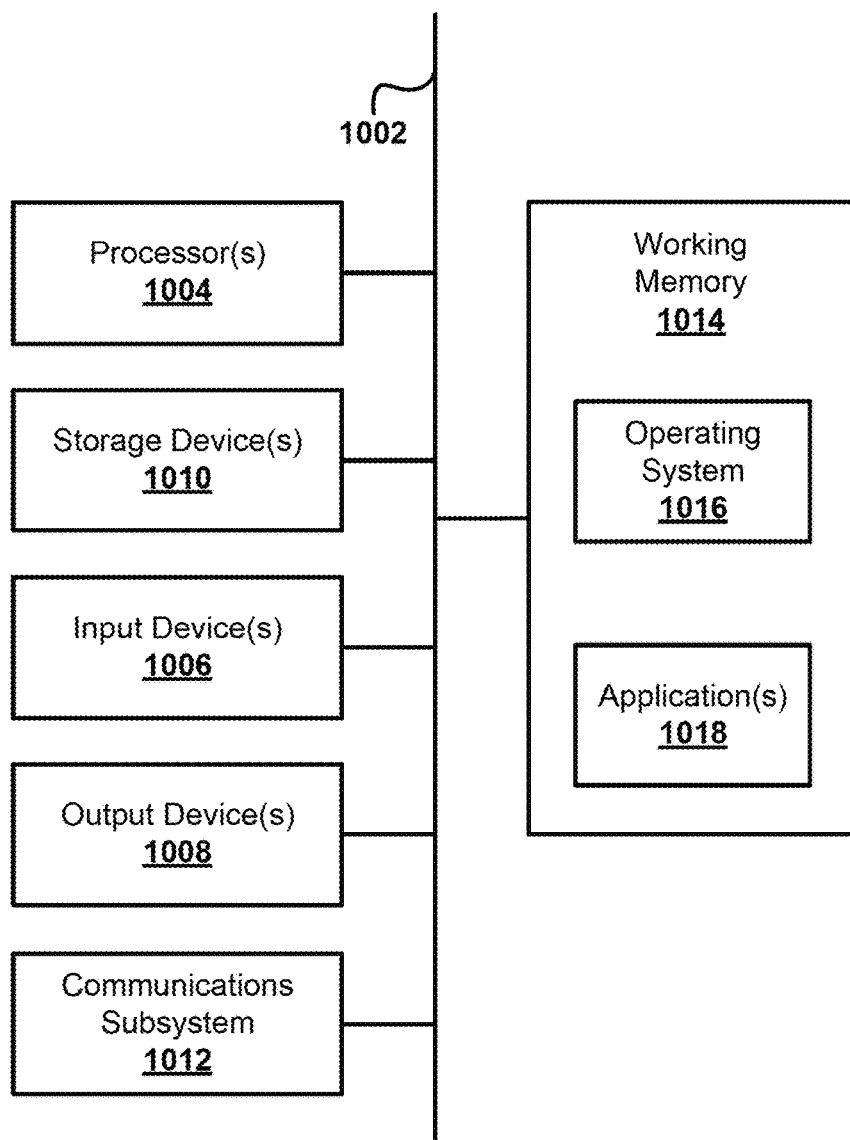 1002
Processor(s)
1004
Storage Device(s)
1010
Input Device(s)
1006
Output Device(s)
1008
Communications
Subsystem
1012
Working
Memory
1014
Operating
System
1016
Application(s)
1018